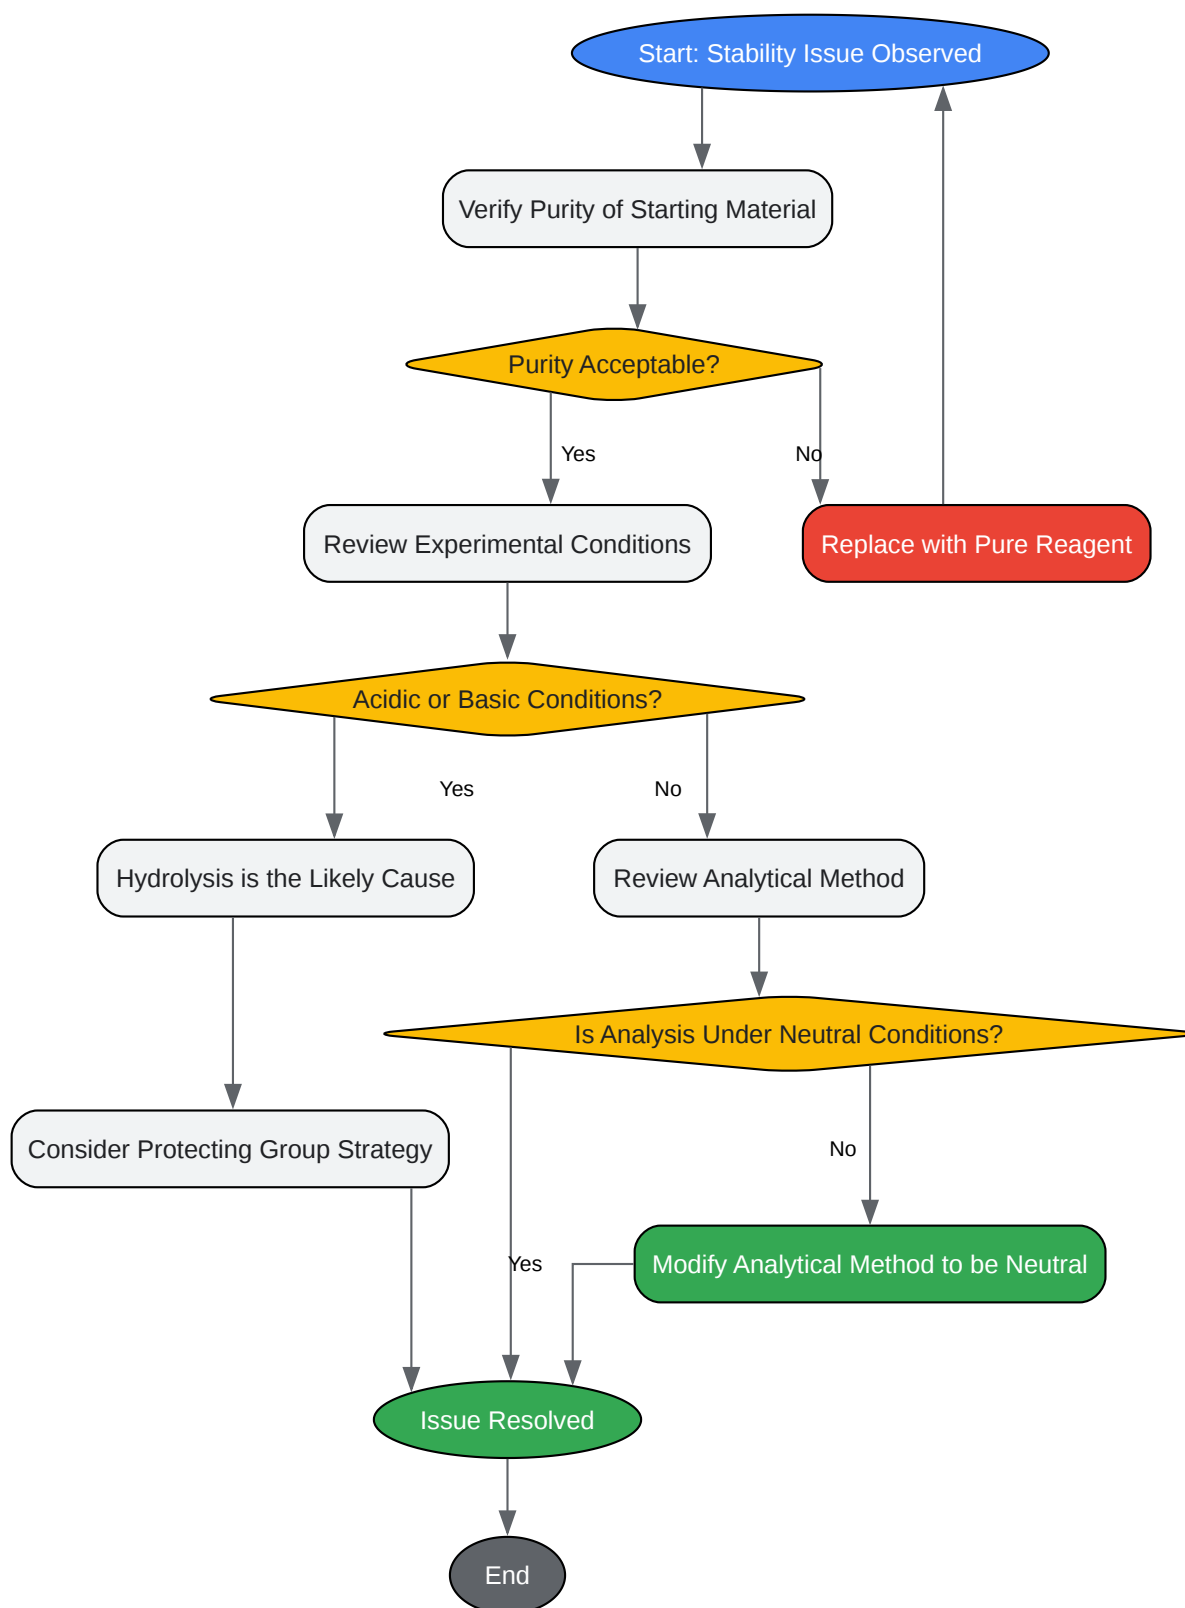 Start: Stability Issue Observed
Verify Purity of Starting Material
Purity Acceptable?
Yes
No
Review Experimental Conditions
Replace with Pure Reagent
Acidic or Basic Conditions?
Yes
No
Hydrolysis is the Likely Cause
Review Analytical Method
Is Analysis Under Neutral Conditions?
Consider Protecting Group Strategy
No
Yes
Modify Analytical Method to be Neutral
Issue Resolved
End